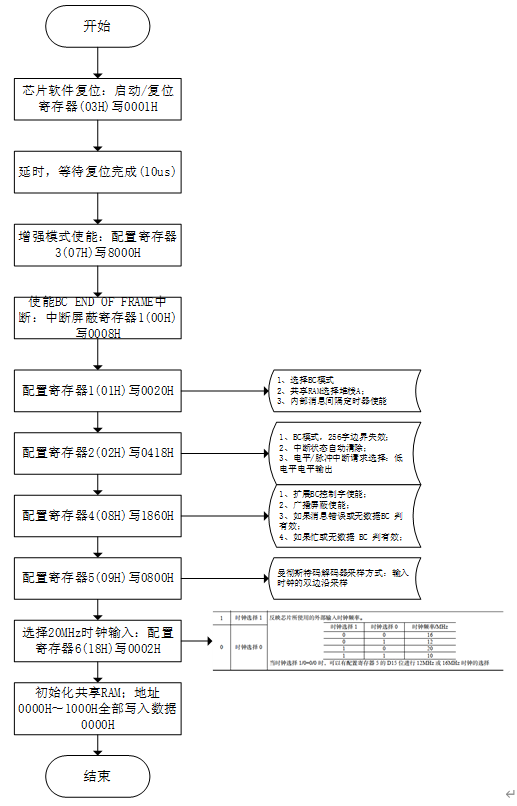 开始
芯片软件复位：启动/复位
寄存器(03H)写0001H
延时，等待复位完成(10us)
增强模式使能：配置寄存器
3(07H)写8000H
使能BC END OF FRAME中
断：中断屏蔽寄存器1(00H)
写0008H
配置寄存器1(01H)写0020H
1、选择BC模式
2、共享RAM选择堆栈A；
3、内部消息间隔定时器使能
配置寄存器2(02H)写0418H
1、BC模式，256字边界失效；
2、中断状态自动清除；
3、电平/脉冲中断请求选择：低
电平电平输出
配置寄存器4(08H)写1860H
1、扩展BC控制字使能；
2、广播屏蔽使能；
3、如果消息错误或无数据BC 判
有效；
4、如果忙或无数据 BC 判有效；
配置寄存器5(09H)写0800H
曼彻斯特码解码器采样方式：输入
时钟的双边沿采样
选择20MHz时钟输入：配置
寄存器6(18H)写0002H
1 时钟选择 1 反映芯片所使用的外部输入时钟频率。
时钟选择 1 时钟选择 0 时钟频率/MHz
0 0 16
0 1 12
1 0 20
1 1 10
0 时钟选择 0
当时钟选择 1/0=0/0 时，可以有配置寄存器 5 的 D15 位进行 12MHz 或 16MHz 时钟的选择
初始化共享RAM；地址
0000H～1000H全部写入数据
0000H
结束